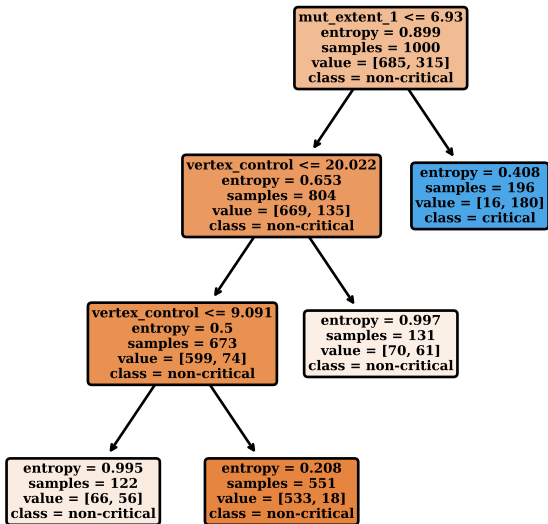 mut_extent_1 <= 6.93
entropy = 0.899
samples = 1000
value = [685, 315]
class = non-critical
vertex_control <= 20.022
entropy = 0.653
samples = 804
value = [669, 135]
class = non-critical
entropy = 0.408
samples = 196
value = [16, 180]
class = critical
vertex_control <= 9.091
entropy = 0.5
samples = 673
value = [599, 74]
class = non-critical
entropy = 0.997
samples = 131
value = [70, 61]
class = non-critical
entropy = 0.995
samples = 122
value = [66, 56]
class = non-critical
entropy = 0.208
samples = 551
value = [533, 18]
class = non-critical